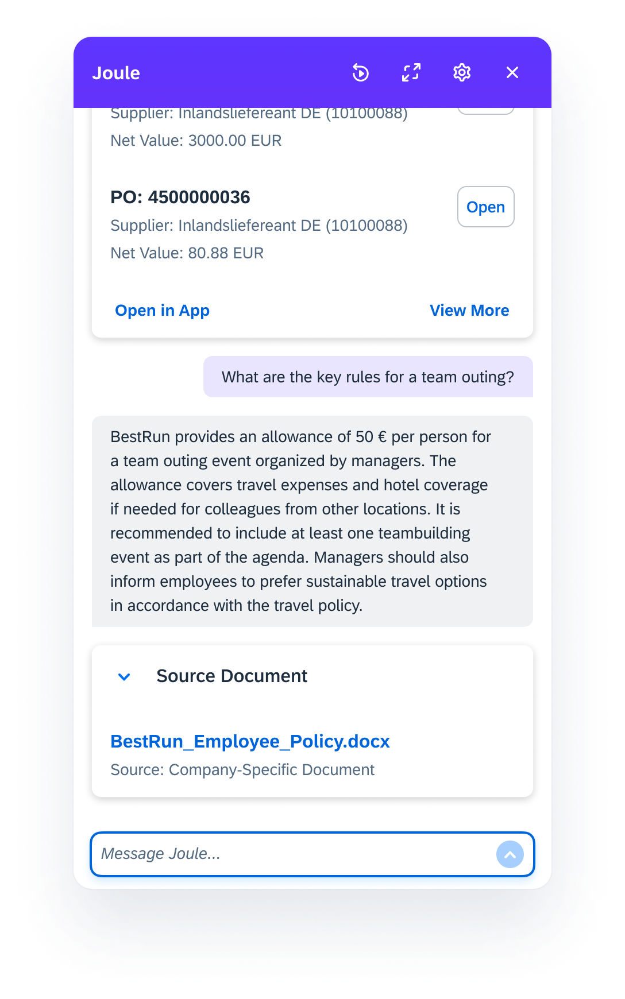 Joule
Supplier: Inlandsliefereant DE (10100088)
Net Value: 3000.00 EUR
PO: 4500000036
Open
Supplier: Inlandsliefereant DE (10100088)
Net Value: 80.88 EUR
Open in App
View More
What are the key rules for a team outing?
BestRun provides an allowance of 50 € per person for
a team outing event organized by managers. The
allowance covers travel expenses and hotel coverage
if needed for colleagues from other locations. It is
recommended to include at least one teambuilding
event as part of the agenda. Managers should also
inform employees to prefer sustainable travel options
in accordance with the travel policy.
Source Document
BestRun_Employee_Policy.docx
Source: Company-Specific Document
Message Joule...